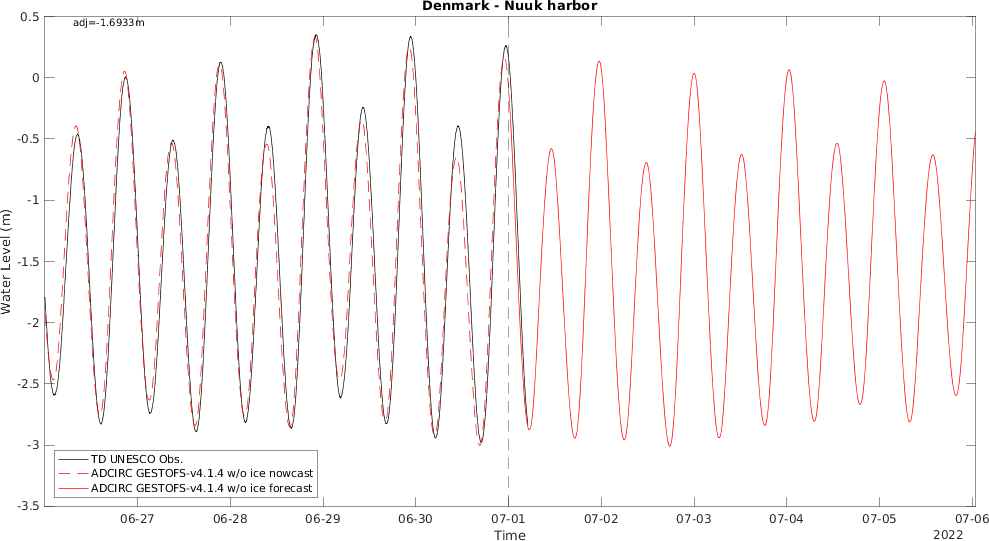 Denmark - Nuuk harbor
adj=-1.6933m
0.5
0
-0.5
-1
-1.5
-2
-2.5
-3
-3.5
Water Level (m)
TD UNESCO Obs.
ADCIRC GESTOFS-v4.1.4 w/o ice nowcast
ADCIRC GESTOFS-v4.1.4 w/o ice forecast
06-27 06-28 06-29 06-30 07-01 07-02 07-03 07-04 07-05 07-06
Time
2022